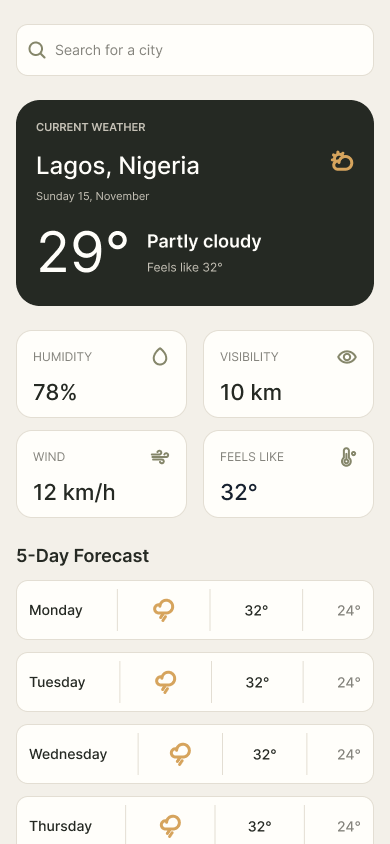 Search for a city
CURRENT WEATHER
Lagos, Nigeria
Sunday 15, November
29°
Partly cloudy
Feels like 32°
HUMIDITY
78%
VISIBILITY
10 km
WIND
12 km/h
FEELS LIKE
32°
5-Day Forecast
Monday 32° 24°
Tuesday 32° 24°
Wednesday 32° 24°
Thursday 32° 24°